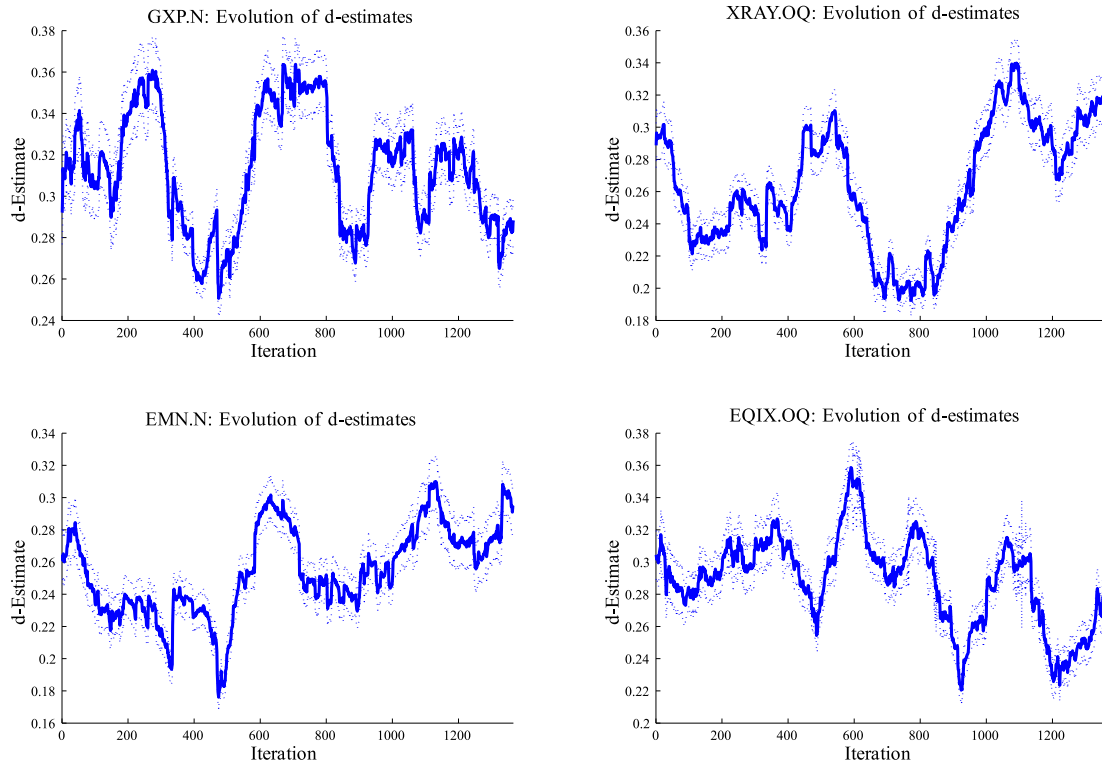 GXP.N: Evolution of d-estimates
0.38
0.36
0.34
0.32
0.3
0.28
0.26
0.24
d-Estimate
0 200 400 600 800 1000 1200
Iteration
XRAY.OQ: Evolution of d-estimates
0.36
0.34
0.32
0.3
0.28
0.26
0.24
0.22
0.2
0.18
d-Estimate
0 200 400 600 800 1000 1200
Iteration
EMN.N: Evolution of d-estimates
0.34
0.32
0.3
0.28
0.26
0.24
0.22
0.2
0.18
0.16
d-Estimate
0 200 400 600 800 1000 1200
Iteration
EQIX.OQ: Evolution of d-estimates
0.38
0.36
0.34
0.32
0.3
0.28
0.26
0.24
0.22
0.2
d-Estimate
0 200 400 600 800 1000 1200
Iteration